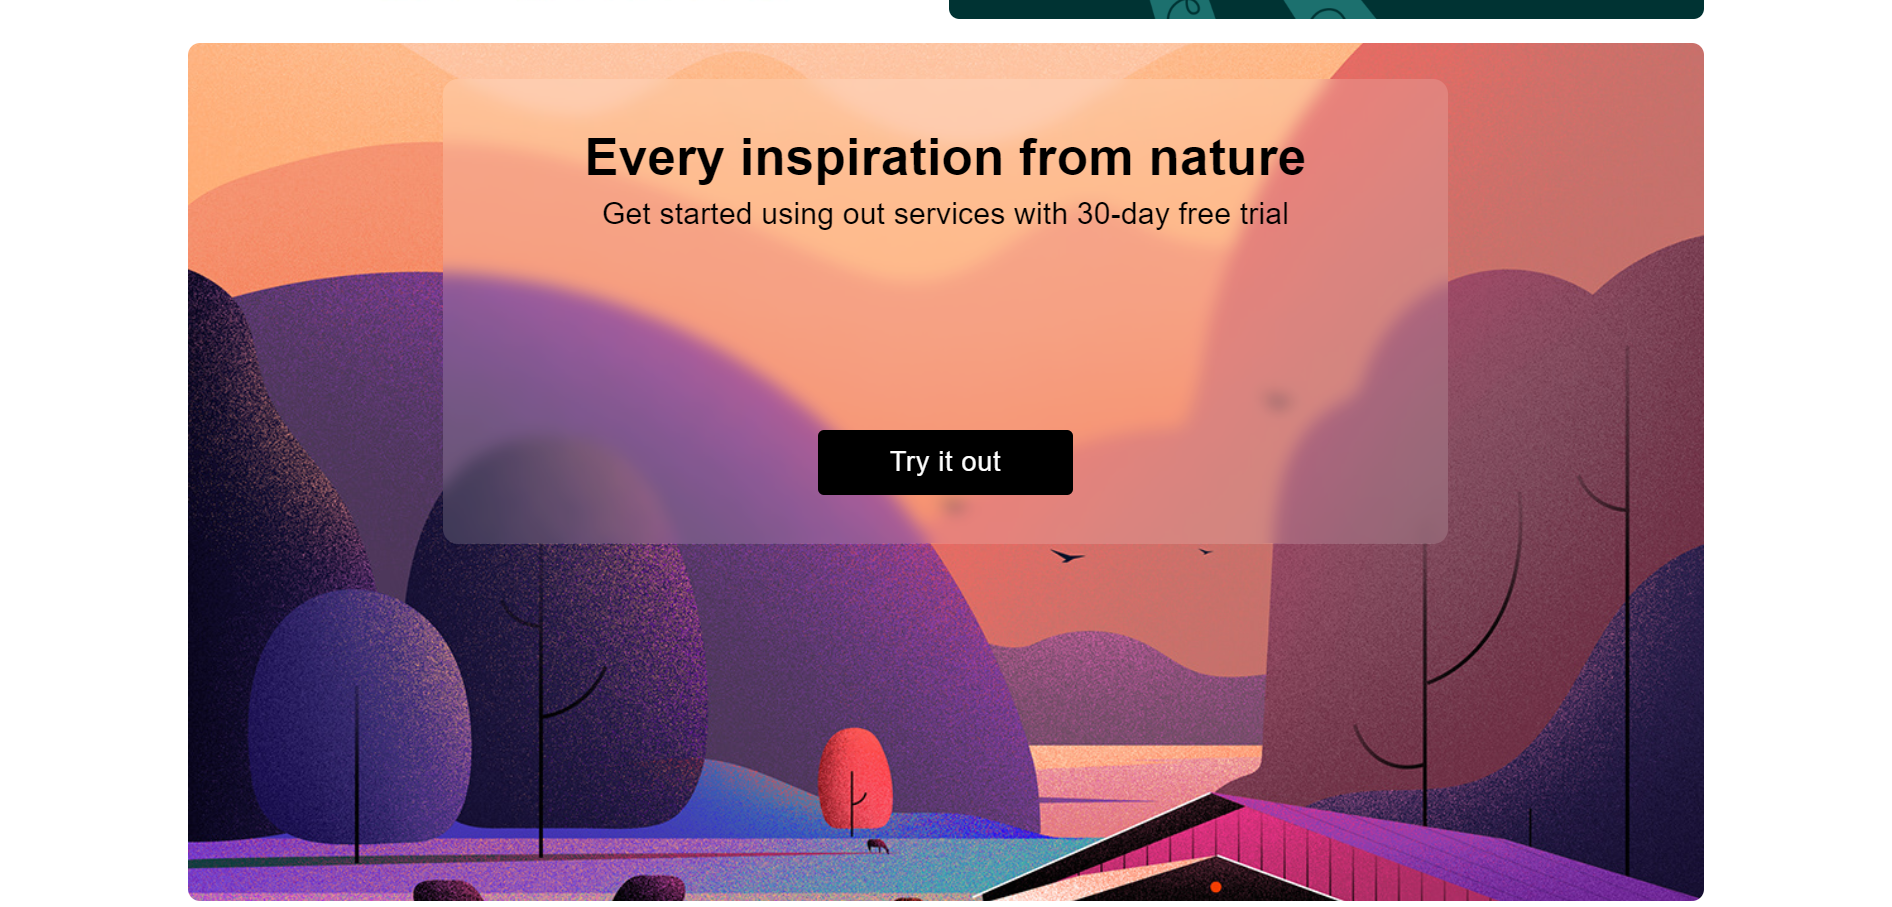 Every inspiration from nature
Get started using out services with 30-day free trial
Try it out